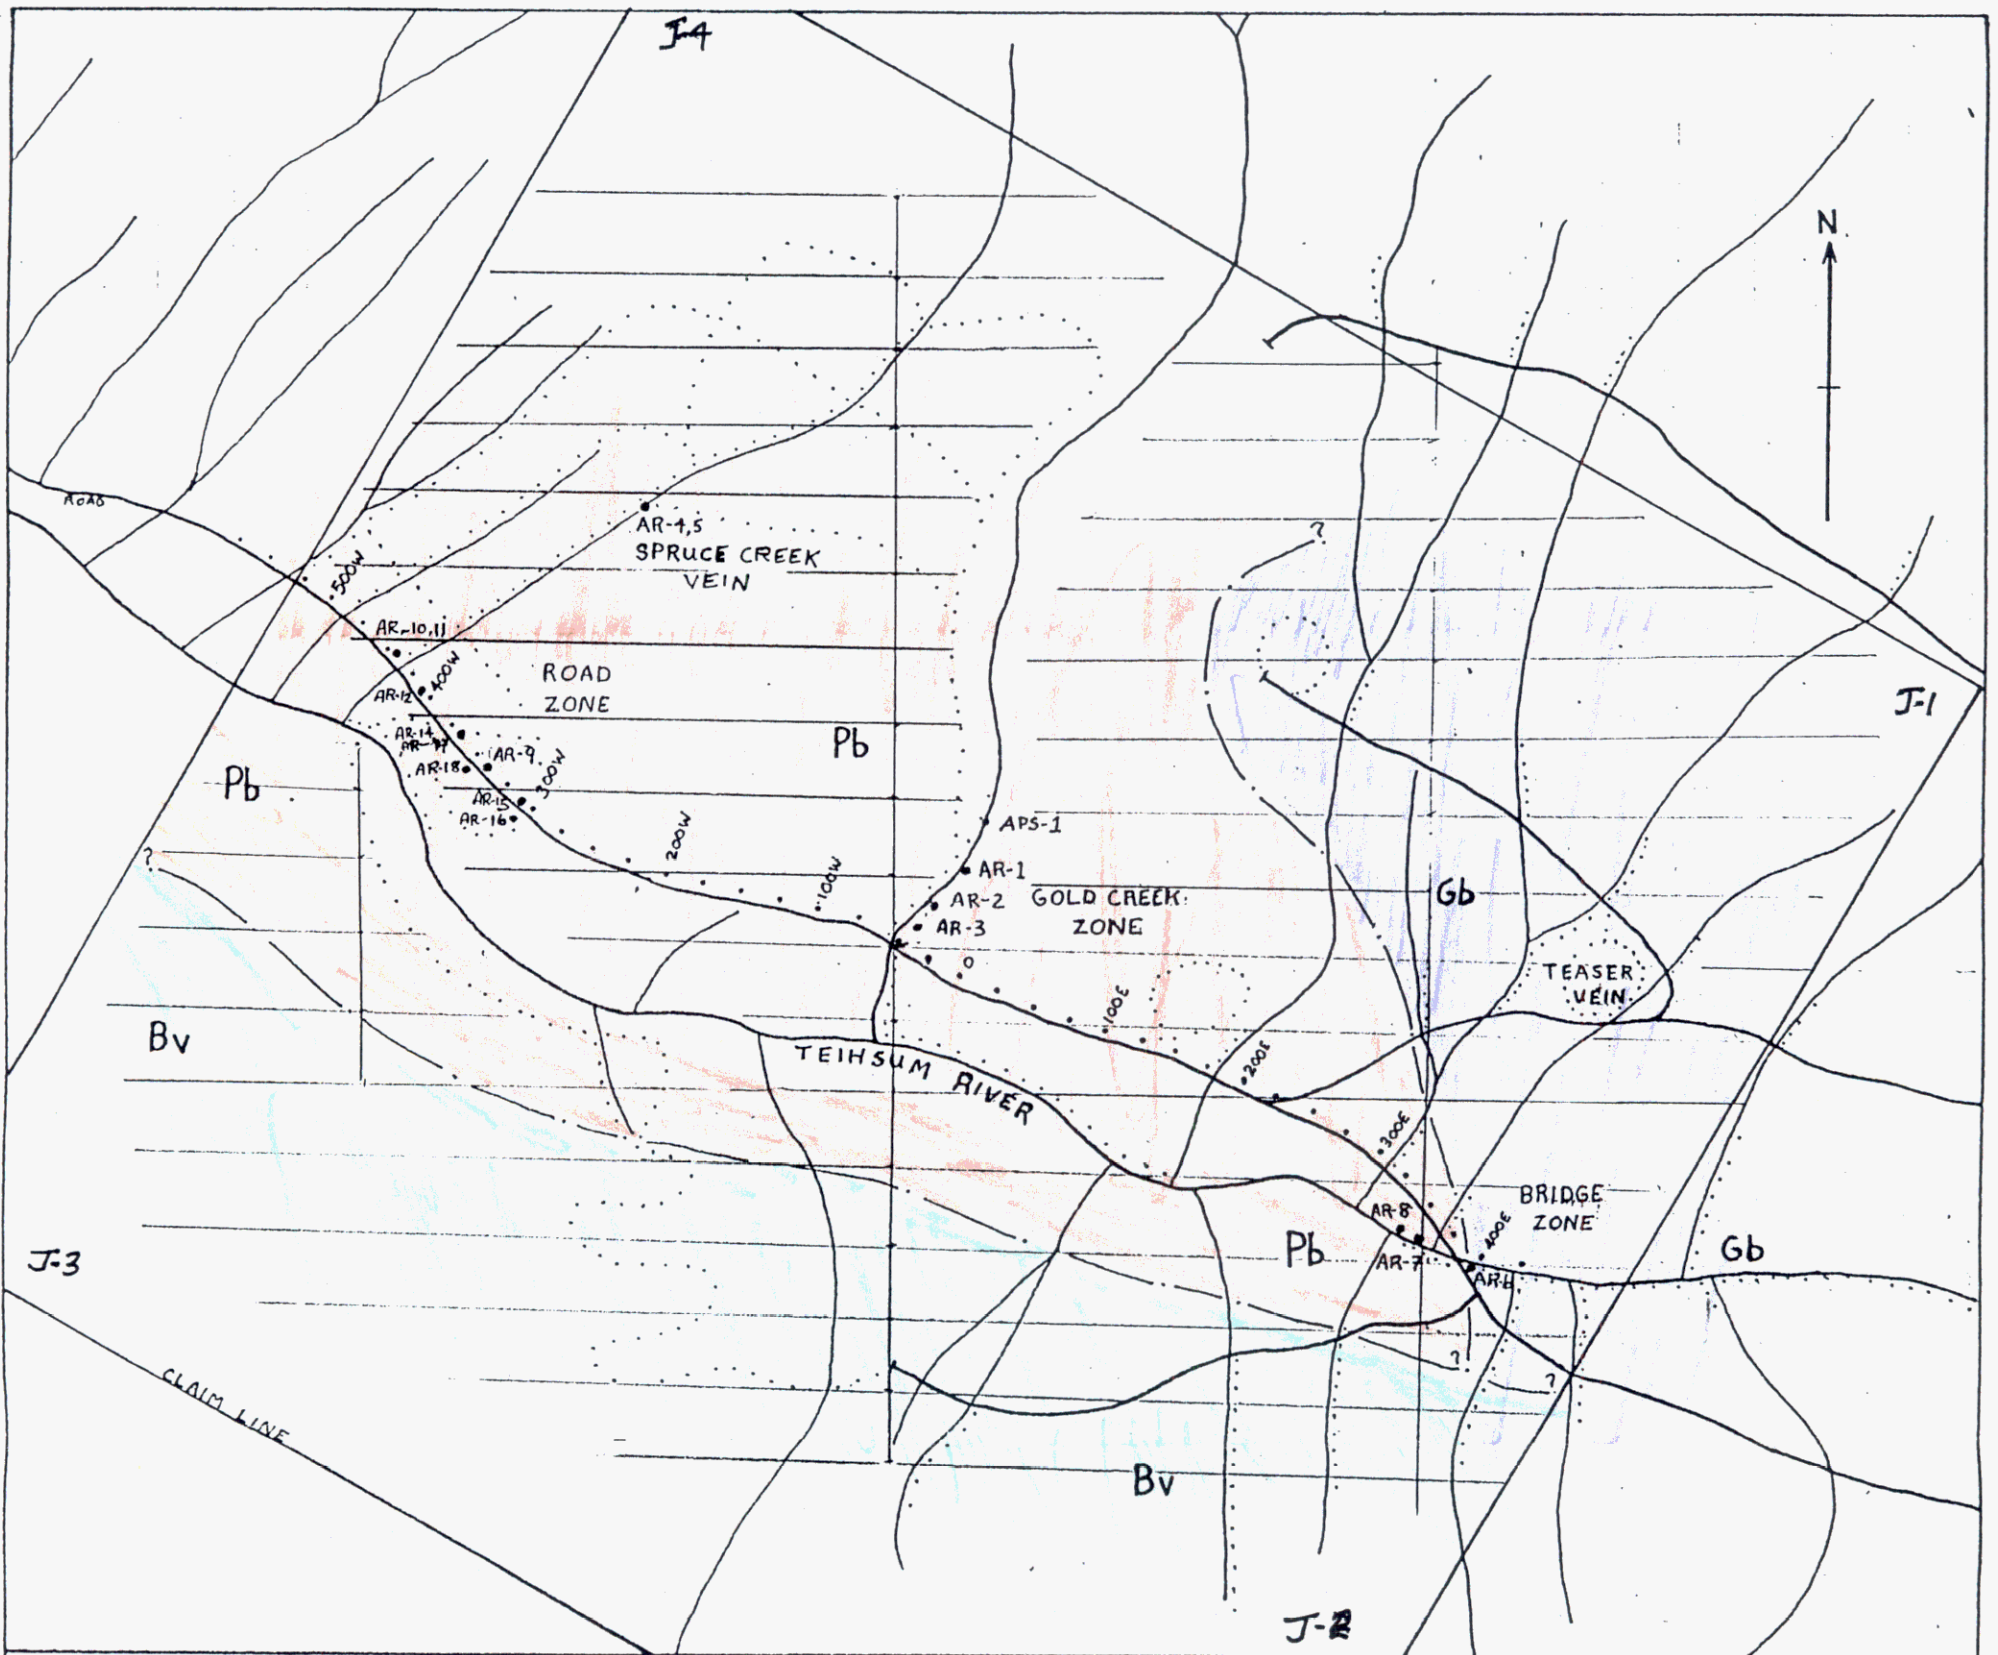 J-4
N
ROAD
AR-4,5
SPRUCE CREEK
VEIN
?
500W
AR-10,11
400W
AR-12
ROAD
ZONE
J-1
AR-14
AR-9
AR-18
300W
AR-15
AR-16
Pb
Pb
200W
100W
APS-1
AR-1
AR-2
AR-3
GOLD CREEK
ZONE
Gb
?
0
TEASER
VEIN
100E
Bv
TEIHSUM RIVER
200E
300E
BRIDGE
ZONE
AR-8
400E
Pb
AR-7
AR-6
Gb
J-3
?
?
CLAIM LINE
Bv
J-2